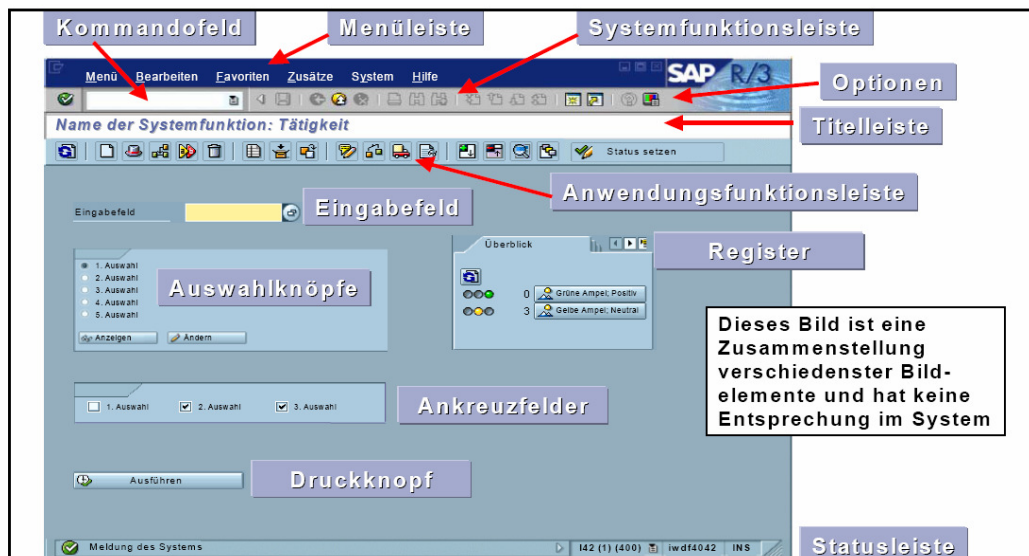 Kommandofeld
Menüleiste
Systemfunktionsleiste
Menü Bearbeiten Favoriten Zusätze System Hilfe
SAP R/3
Optionen
Name der Systemfunktion: Tätigkeit
Titelleiste
Status setzen
Anwendungsfunktionsleiste
Eingabefeld
Eingabefeld
Überblick
Register
1. Auswahl
2. Auswahl
3. Auswahl
4. Auswahl
5. Auswahl
Auswahlknöpfe
0 Grüne Ampel; Positiv
3 Gelbe Ampel; Neutral
Anzeigen Ändern
Dieses Bild ist eine
Zusammenstellung
verschiedenster Bild-
elemente und hat keine
Entsprechung im System
1. Auswahl 2. Auswahl 3. Auswahl
Ankreuzfelder
Ausführen
Druckknopf
Meldung des Systems
I42 (1) (400) iwdf4042 INS
Statusleiste